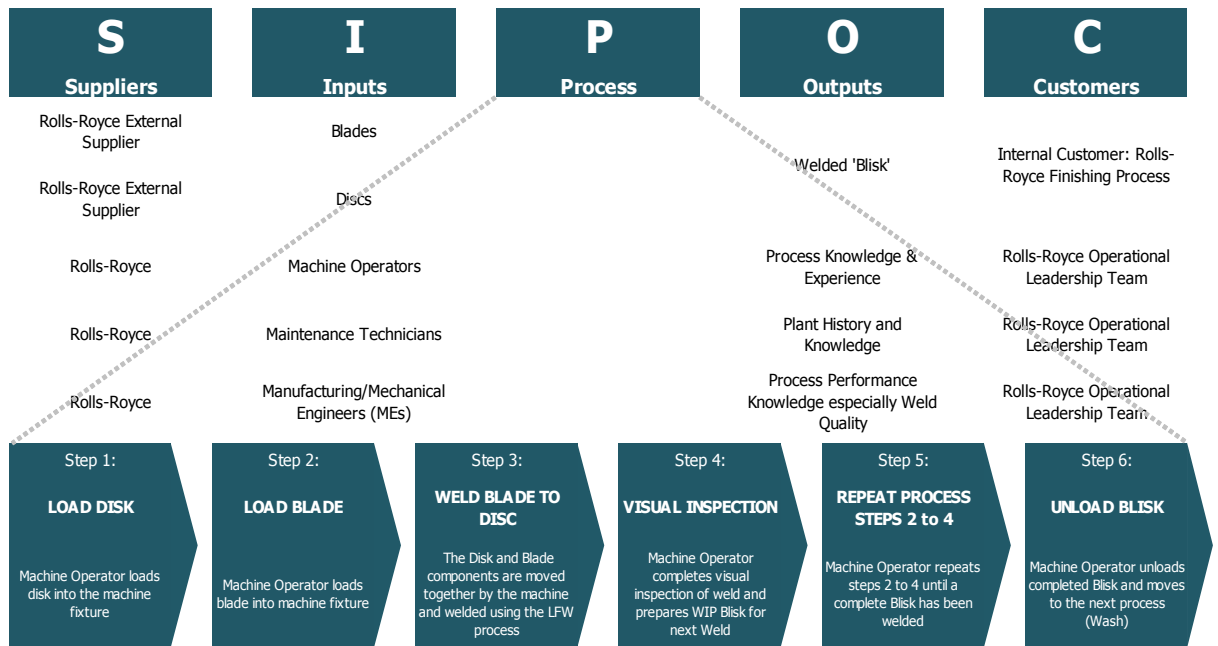 S
Suppliers
I
Inputs
P
Process
O
Outputs
C
Customers
Rolls-Royce External
Supplier
Blades
Welded 'Blisk'
Internal Customer: Rolls-
Royce Finishing Process
Rolls-Royce External
Supplier
Discs
Rolls-Royce
Machine Operators
Process Knowledge &
Experience
Rolls-Royce Operational
Leadership Team
Rolls-Royce
Maintenance Technicians
Plant History and
Knowledge
Rolls-Royce Operational
Leadership Team
Rolls-Royce
Manufacturing/Mechanical
Engineers (MEs)
Process Performance
Knowledge especially Weld
Quality
Rolls-Royce Operational
Leadership Team
Step 1:
LOAD DISK
Machine Operator loads
disk into the machine
fixture
Step 2:
LOAD BLADE
Machine Operator loads
blade into machine fixture
Step 3:
WELD BLADE TO
DISC
The Disk and Blade
components are moved
together by the machine
and welded using the LFW
process
Step 4:
VISUAL INSPECTION
Machine Operator
completes visual
inspection of weld and
prepares WIP Blisk for
next Weld
Step 5:
REPEAT PROCESS
STEPS 2 to 4
Machine Operator repeats
steps 2 to 4 until a
complete Blisk has been
welded
Step 6:
UNLOAD BLISK
Machine Operator unloads
completed Blisk and moves
to the next process
(Wash)